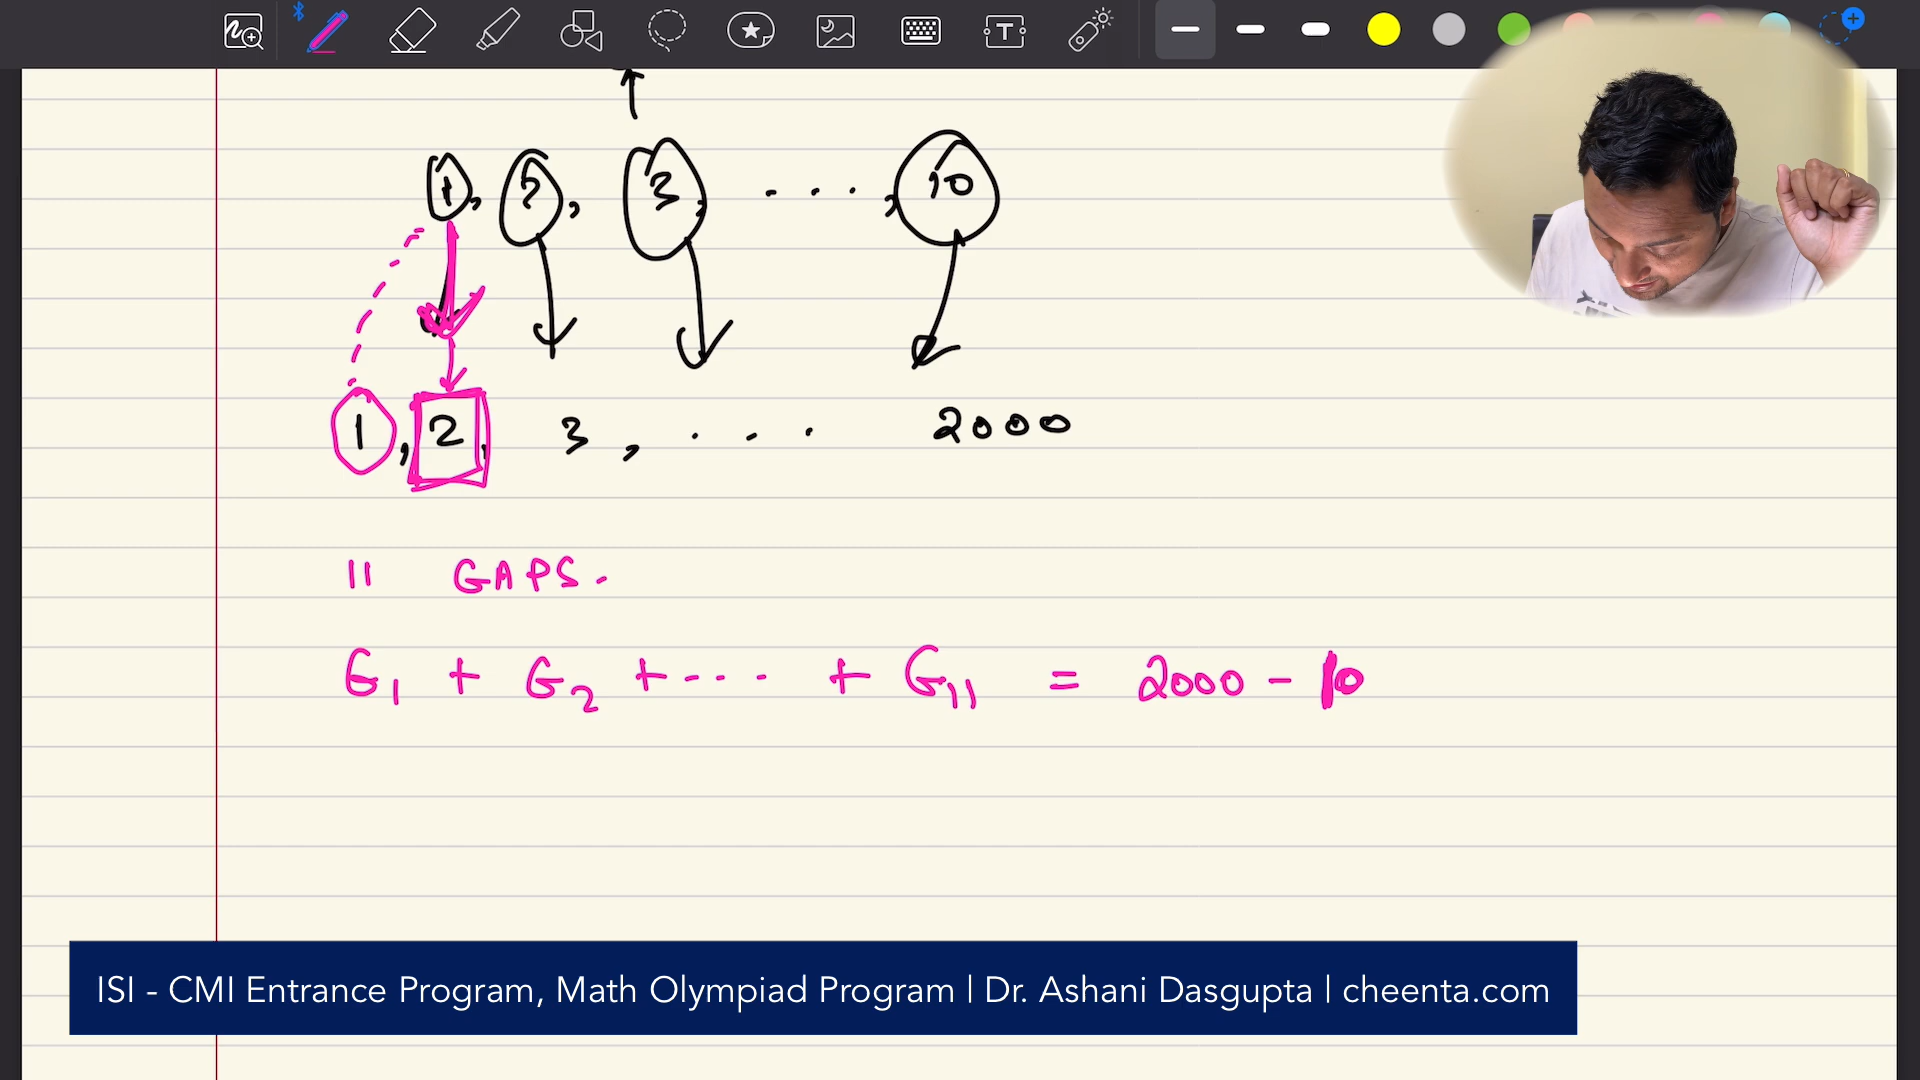 1, 2, 3, ..., 10
1, 2, 3, ... 2000
11 GAPS.
G₁ + G₂ + --- + G₁₁ = 2000 - 10
ISI - CMI Entrance Program, Math Olympiad Program | Dr. Ashani Dasgupta | cheenta.com